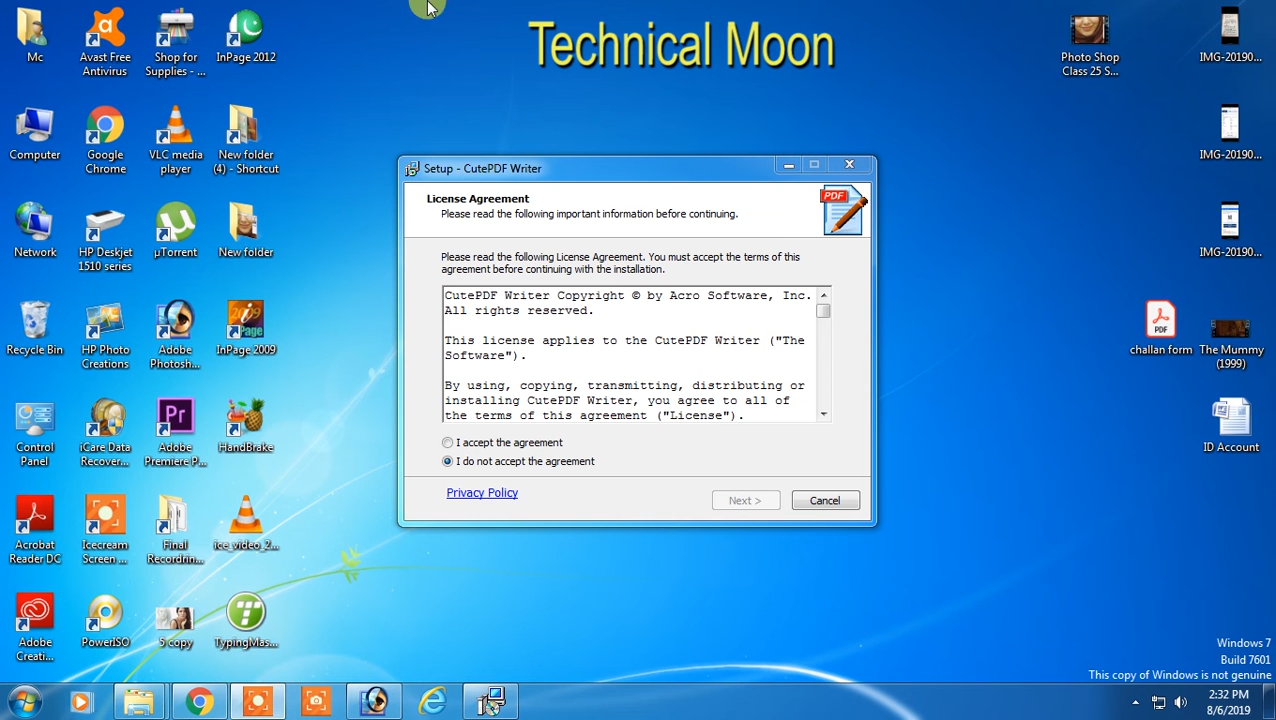 Technical Moon
Mc
Avast Free
Antivirus
Shop for
Supplies - ...
InPage 2012
Photo Shop
Class 25 S...
IMG-20190...
Computer
Google
Chrome
VLC media
player
New folder
(4) - Shortcut
IMG-20190...
Network
HP Deskjet
1510 series
µTorrent
New folder
IMG-20190...
Recycle Bin
HP Photo
Creations
Adobe
Photosh...
InPage 2009
PDF
challan form
The Mummy
(1999)
Control
Panel
iCare Data
Recover...
Pr
Adobe
Premiere P...
HandBrake
ID Account
Acrobat
Reader DC
Icecream
Screen ...
Final
Recordrin...
ice_video_2...
Adobe
Creati...
PowerISO
5 copy
TypingMas...
Setup - CutePDF Writer
License Agreement
Please read the following important information before continuing.
PDF
Please read the following License Agreement. You must accept the terms of this
agreement before continuing with the installation.
CutePDF Writer Copyright © by Acro Software, Inc.
All rights reserved.
This license applies to the CutePDF Writer ("The
Software").
By using, copying, transmitting, distributing or
installing CutePDF Writer, you agree to all of
the terms of this agreement ("License").
I accept the agreement
I do not accept the agreement
Privacy Policy
Next >
Cancel
Windows 7
Build 7601
This copy of Windows is not genuine
2:32 PM
8/6/2019